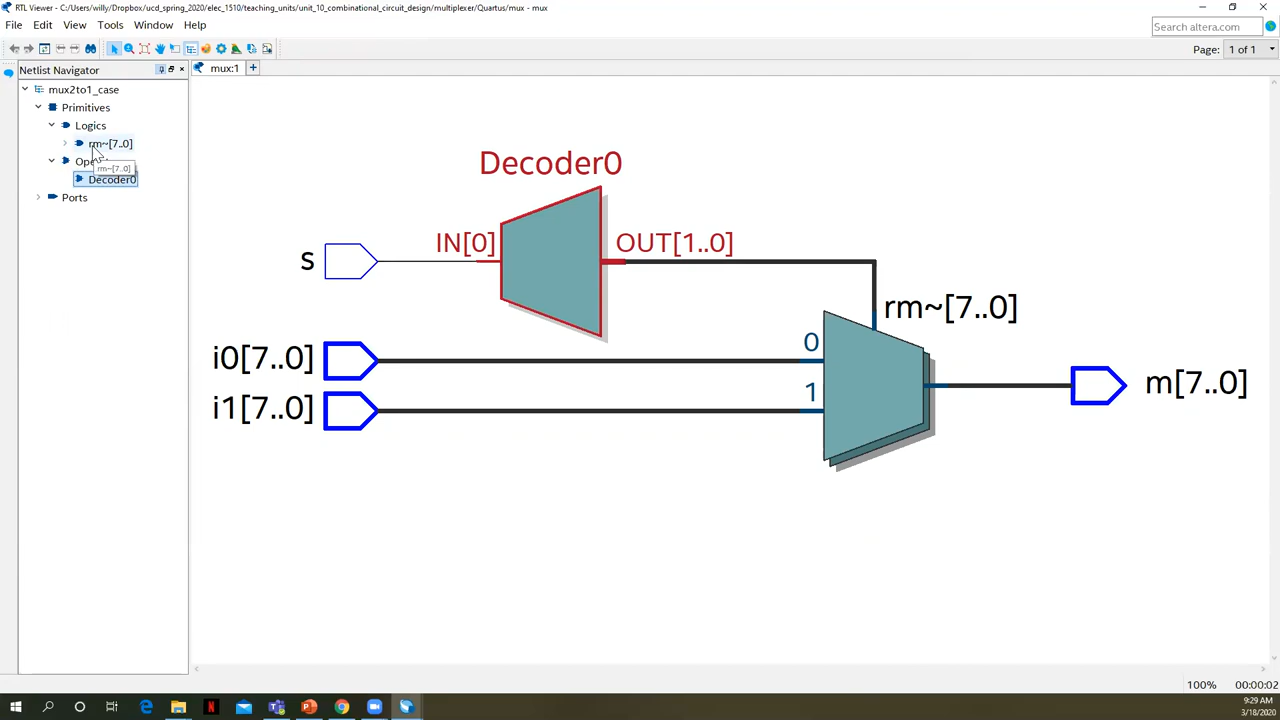 RTL Viewer - C:/Users/willy/Dropbox/ucd_spring_2020/elec_1510/teaching_units/unit_10_combinational_circuit_design/multiplexer/Quartus/mux - mux
File Edit View Tools Window Help
Search altera.com
Page: 1 of 1
Netlist Navigator
mux:1
mux2to1_case
Primitives
Logics
rm~[7..0]
rm~[7..0]
Decoder0
Ports
Decoder0
IN[0] OUT[1..0]
s
rm~[7..0]
0
i0[7..0]
1
i1[7..0]
m[7..0]
100% 00:00:02
9:29 AM
3/18/2020